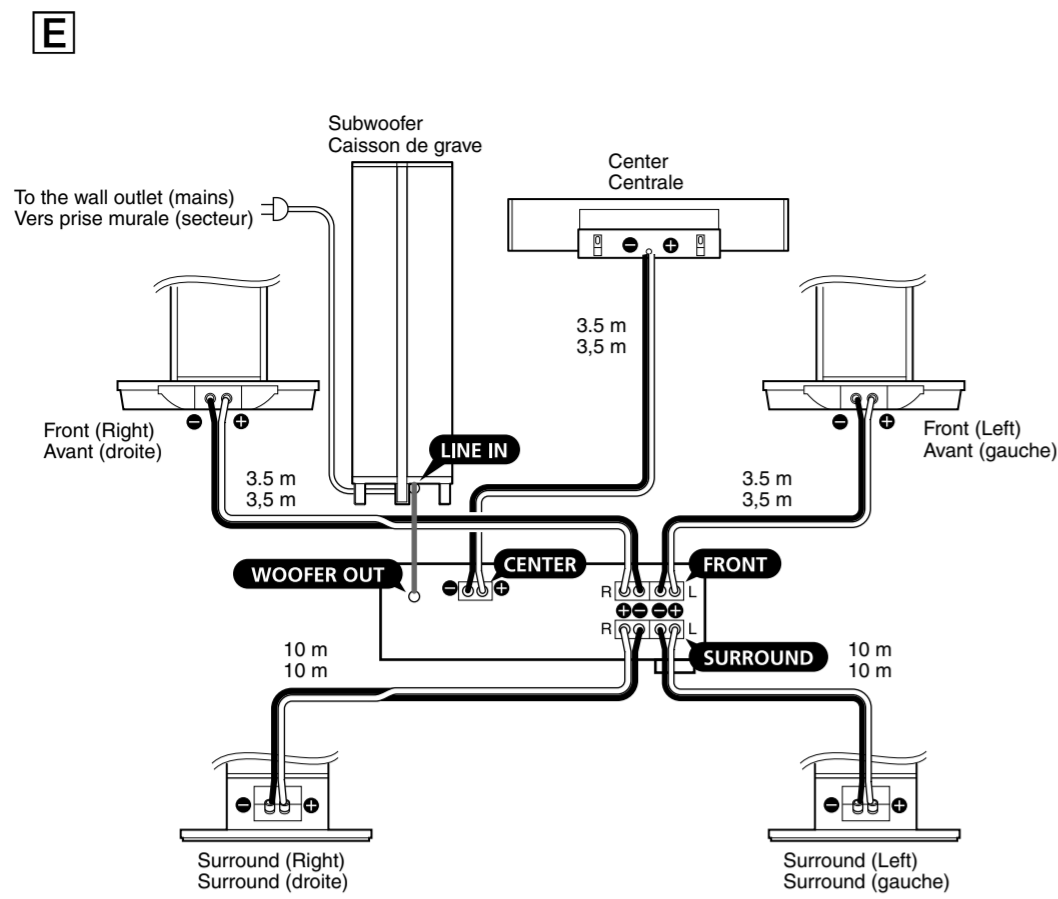 E
Subwoofer
Caisson de grave
Center
Centrale
To the wall outlet (mains)
Vers prise murale (secteur)
3.5 m
3,5 m
Front (Right)
Avant (droite)
Front (Left)
Avant (gauche)
LINE IN
3.5 m
3,5 m
3.5 m
3,5 m
WOOFER OUT
CENTER
FRONT
R L
R L
SURROUND
10 m
10 m
10 m
10 m
Surround (Right)
Surround (droite)
Surround (Left)
Surround (gauche)